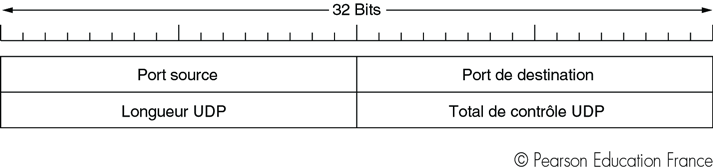 32 Bits
Port source Port de destination
Longueur UDP Total de contrôle UDP
© Pearson Education France